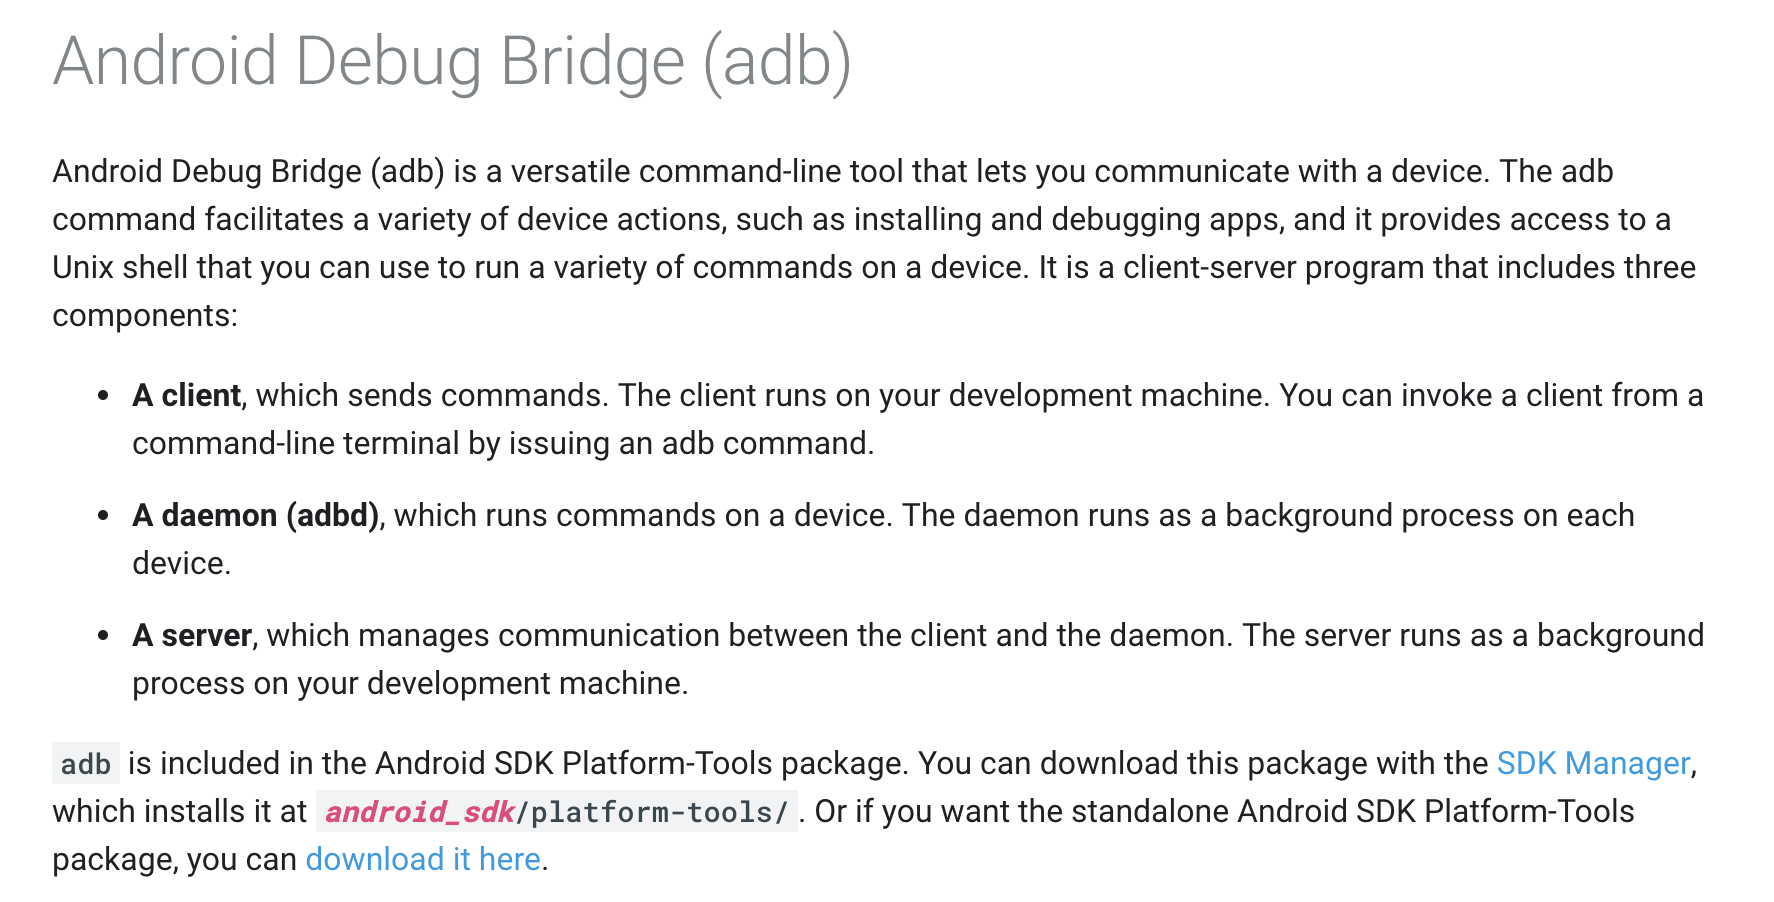 Android Debug Bridge (adb)
Android Debug Bridge (adb) is a versatile command-line tool that lets you communicate with a device. The adb
command facilitates a variety of device actions, such as installing and debugging apps, and it provides access to a
Unix shell that you can use to run a variety of commands on a device. It is a client-server program that includes three
components:
• A client, which sends commands. The client runs on your development machine. You can invoke a client from a
command-line terminal by issuing an adb command.
• A daemon (adbd), which runs commands on a device. The daemon runs as a background process on each
device.
• A server, which manages communication between the client and the daemon. The server runs as a background
process on your development machine.
adb is included in the Android SDK Platform-Tools package. You can download this package with the SDK Manager,
which installs it at android_sdk/platform-tools/ . Or if you want the standalone Android SDK Platform-Tools
package, you can download it here.